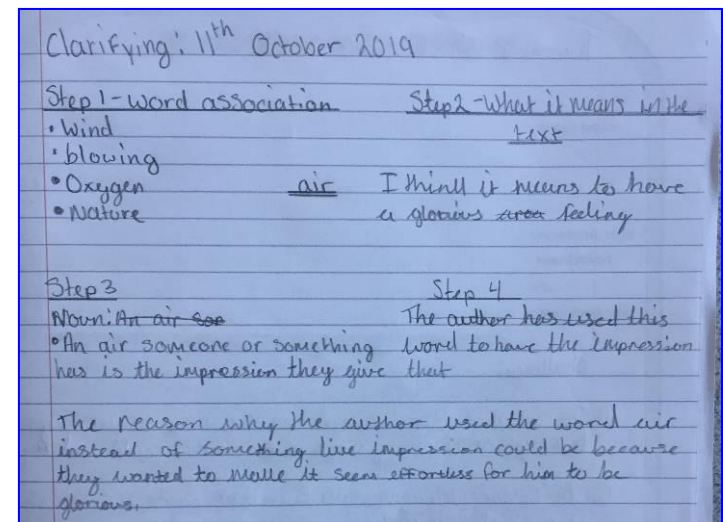 Clarifying: 11th October 2019
Step 1 - Word association
• Wind
• blowing
• Oxygen
• Nature
air
Step 2 - What it means in the
text
I think it means to have
a glorious area feeling
Step 3
Noun: An air soe
• An air someone or something
has is the impression they give
Step 4
The author has used this
word to have the impression
that
The reason why the author used the word air
instead of something like impression could be because
they wanted to make it seem effortless for him to be
glorious.